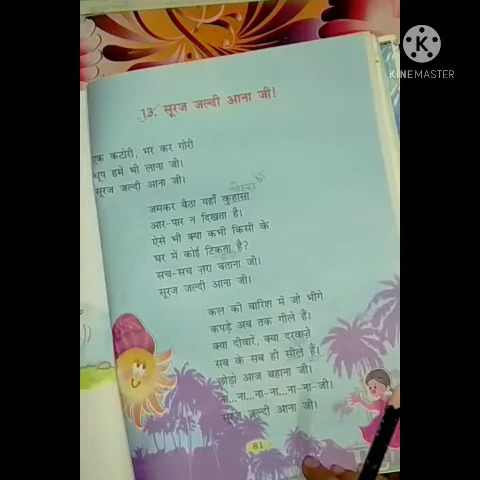 KINEMASTER
13. सूरज जल्दी आना जी!
एक कटोरी, भर कर गोरी
धूप हमें भी लाना जी।
सूरज जल्दी आना जी।
जमकर बैठा यहाँ कुहासा
आर-पार न दिखता है।
ऐसे भी क्या कभी किसी के
घर में कोई टिकता है?
सच-सच ज़रा बताना जी।
सूरज जल्दी आना जी।
कल की बारिश में जो भीगे
कपड़े अब तक गीले हैं।
क्या दीवारें, क्या दरवाज़े
सब के सब ही सीले हैं।
छोड़ो आज बहाना जी।
ना...ना...ना-ना...ना-ना-जी।
सूरज जल्दी आना जी।
81